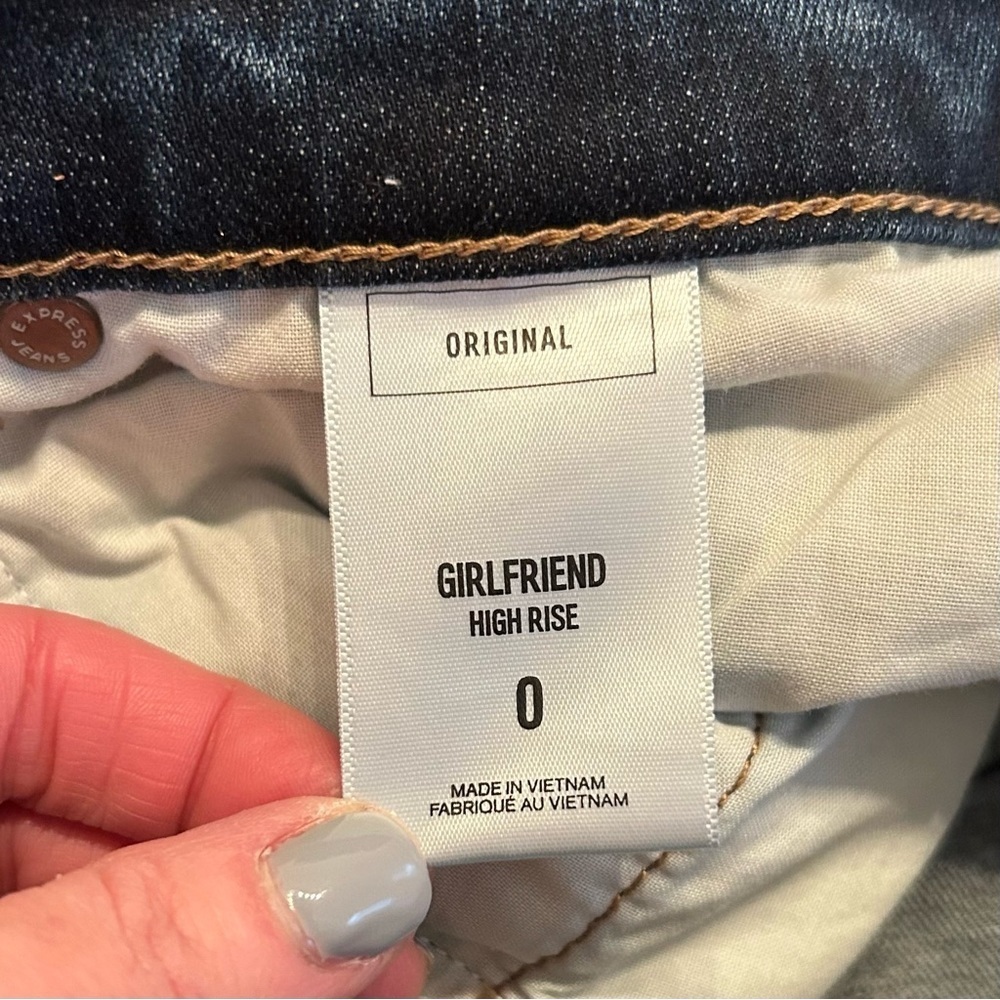 EXPRESS
JEANS
ORIGINAL
GIRLFRIEND
HIGH RISE
0
MADE IN VIETNAM
FABRIQUÉ AU VIETNAM